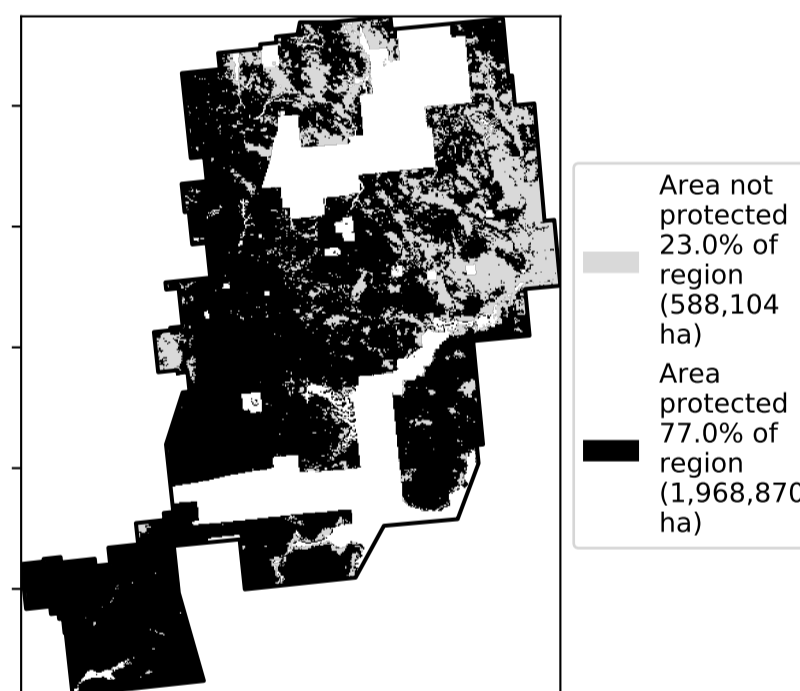 Area not
protected
23.0% of
region
(588,104
ha)
Area
protected
77.0% of
region
(1,968,870
ha)